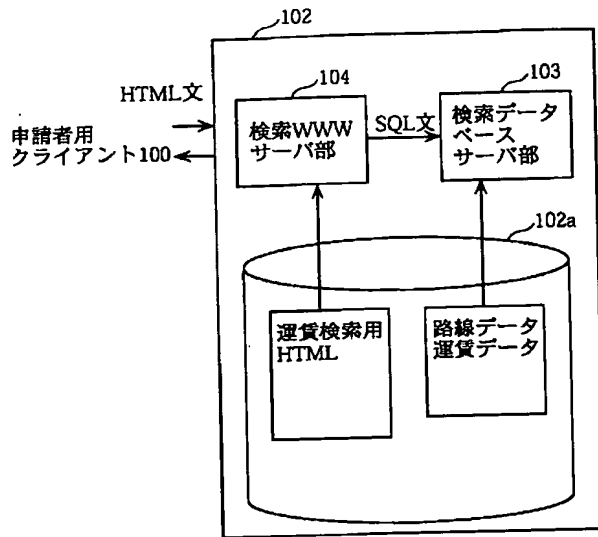 102
104
103
HTML文
申請者用
クライアント100
検索WWW
サーバ部
SQL文
検索データ
ベース
サーバ部
102a
運賃検索用
HTML
路線データ
運賃データ